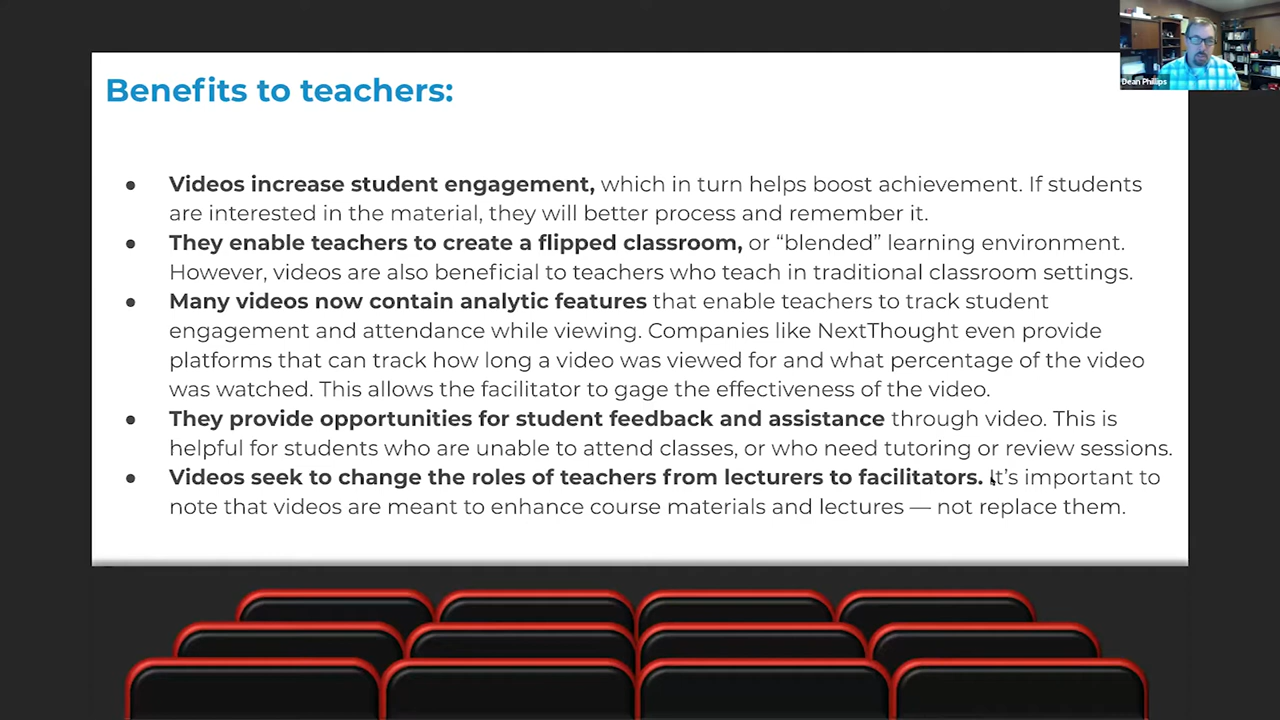 Dean Phillips
Benefits to teachers:
● Videos increase student engagement, which in turn helps boost achievement. If students
are interested in the material, they will better process and remember it.
● They enable teachers to create a flipped classroom, or “blended” learning environment.
However, videos are also beneficial to teachers who teach in traditional classroom settings.
● Many videos now contain analytic features that enable teachers to track student
engagement and attendance while viewing. Companies like NextThought even provide
platforms that can track how long a video was viewed for and what percentage of the video
was watched. This allows the facilitator to gage the effectiveness of the video.
● They provide opportunities for student feedback and assistance through video. This is
helpful for students who are unable to attend classes, or who need tutoring or review sessions.
● Videos seek to change the roles of teachers from lecturers to facilitators. It’s important to
note that videos are meant to enhance course materials and lectures — not replace them.